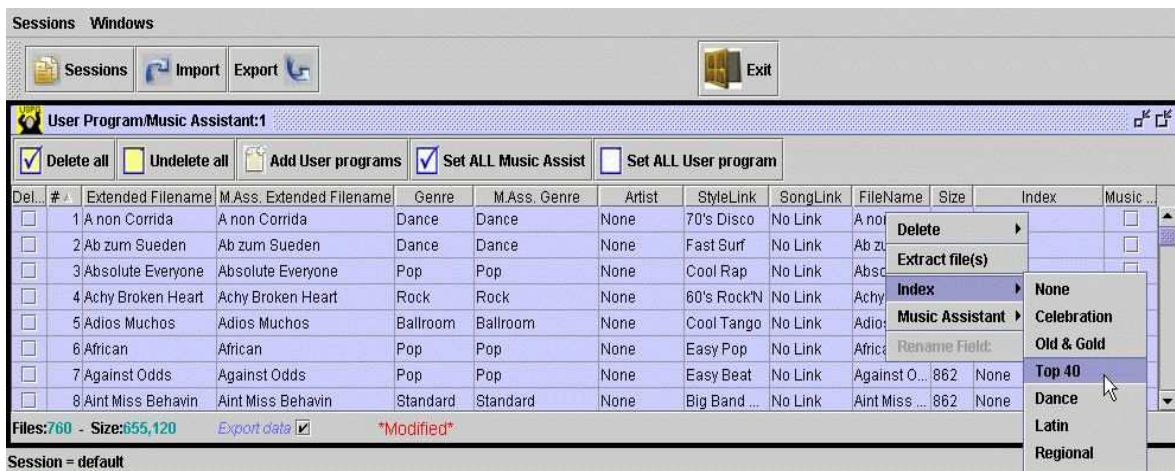 Sessions Windows
Sessions Import Export Exit
User Program/Music Assistant:1
Delete all Undelete all Add User programs Set ALL Music Assist Set ALL User program
Del... # Extended Filename M.Ass. Extended Filename Genre M.Ass. Genre Artist StyleLink SongLink FileName Size Index Music ...
1 A non Corrida A non Corrida Dance Dance None 70's Disco No Link
2 Ab zum Sueden Ab zum Sueden Dance Dance None Fast Surf No Link
3 Absolute Everyone Absolute Everyone Pop Pop None Cool Rap No Link
4 Achy Broken Heart Achy Broken Heart Rock Rock None 60's Rock'N No Link Achy
5 Adios Muchos Adios Muchos Ballroom Ballroom None Cool Tango No Link
6 African African Pop Pop None Easy Pop No Link
7 Against Odds Against Odds Pop Pop None Easy Beat No Link Against O... 862 None
8 Aint Miss Behavin Aint Miss Behavin Standard Standard None Big Band ... No Link Aint Miss ... 862 None
Delete
Extract file(s)
Index
Music Assistant
Rename Field:
None
Celebration
Old & Gold
Top 40
Dance
Latin
Regional
Files:760 - Size:655,120 Export data *Modified*
Session = default